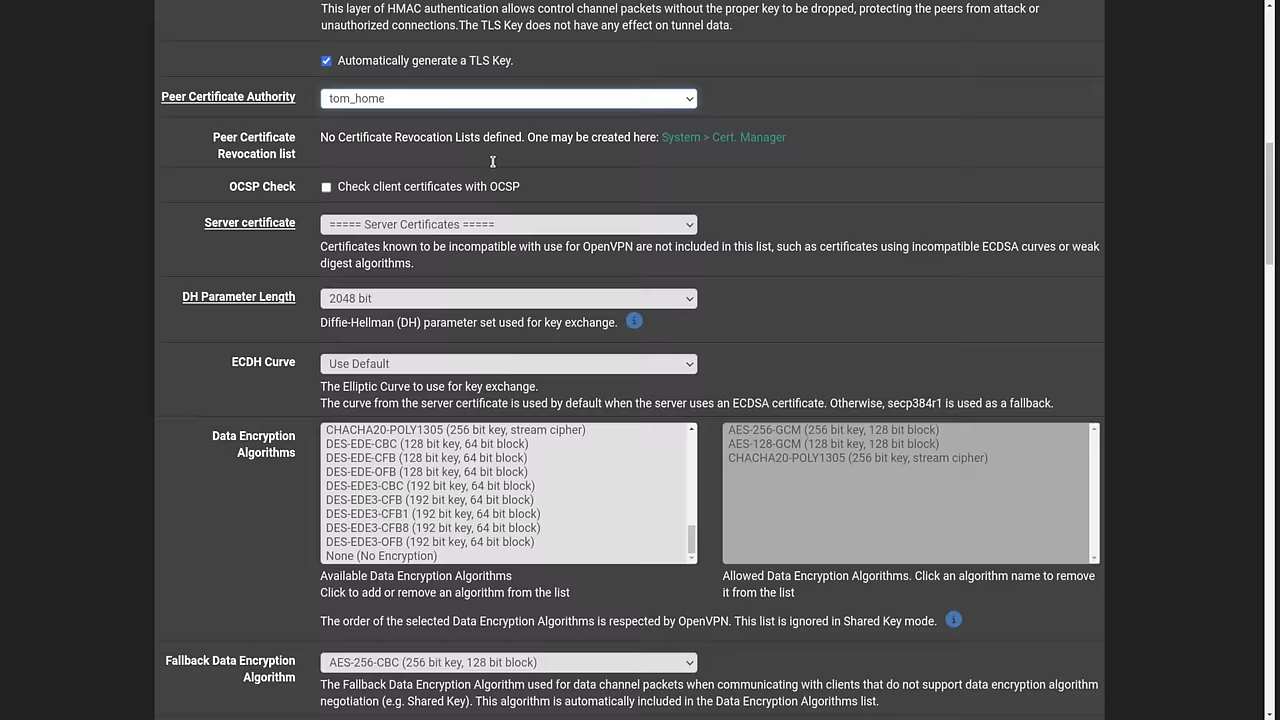 This layer of HMAC authentication allows control channel packets without the proper key to be dropped, protecting the peers from attack or
unauthorized connections.The TLS Key does not have any effect on tunnel data.
Automatically generate a TLS Key.
Peer Certificate Authority
tom_home
Peer Certificate
Revocation list
No Certificate Revocation Lists defined. One may be created here: System > Cert. Manager
OCSP Check
Check client certificates with OCSP
Server certificate
===== Server Certificates =====
Certificates known to be incompatible with use for OpenVPN are not included in this list, such as certificates using incompatible ECDSA curves or weak
digest algorithms.
DH Parameter Length
2048 bit
Diffie-Hellman (DH) parameter set used for key exchange.
ECDH Curve
Use Default
The Elliptic Curve to use for key exchange.
The curve from the server certificate is used by default when the server uses an ECDSA certificate. Otherwise, secp384r1 is used as a fallback.
Data Encryption
Algorithms
CHACHA20-POLY1305 (256 bit key, stream cipher)
DES-EDE-CBC (128 bit key, 64 bit block)
DES-EDE-CFB (128 bit key, 64 bit block)
DES-EDE-OFB (128 bit key, 64 bit block)
DES-EDE3-CBC (192 bit key, 64 bit block)
DES-EDE3-CFB (192 bit key, 64 bit block)
DES-EDE3-CFB1 (192 bit key, 64 bit block)
DES-EDE3-CFB8 (192 bit key, 64 bit block)
DES-EDE3-OFB (192 bit key, 64 bit block)
None (No Encryption)
AES-256-GCM (256 bit key, 128 bit block)
AES-128-GCM (128 bit key, 128 bit block)
CHACHA20-POLY1305 (256 bit key, stream cipher)
Available Data Encryption Algorithms
Click to add or remove an algorithm from the list
Allowed Data Encryption Algorithms. Click an algorithm name to remove
it from the list
The order of the selected Data Encryption Algorithms is respected by OpenVPN. This list is ignored in Shared Key mode.
Fallback Data Encryption
Algorithm
AES-256-CBC (256 bit key, 128 bit block)
The Fallback Data Encryption Algorithm used for data channel packets when communicating with clients that do not support data encryption algorithm
negotiation (e.g. Shared Key). This algorithm is automatically included in the Data Encryption Algorithms list.